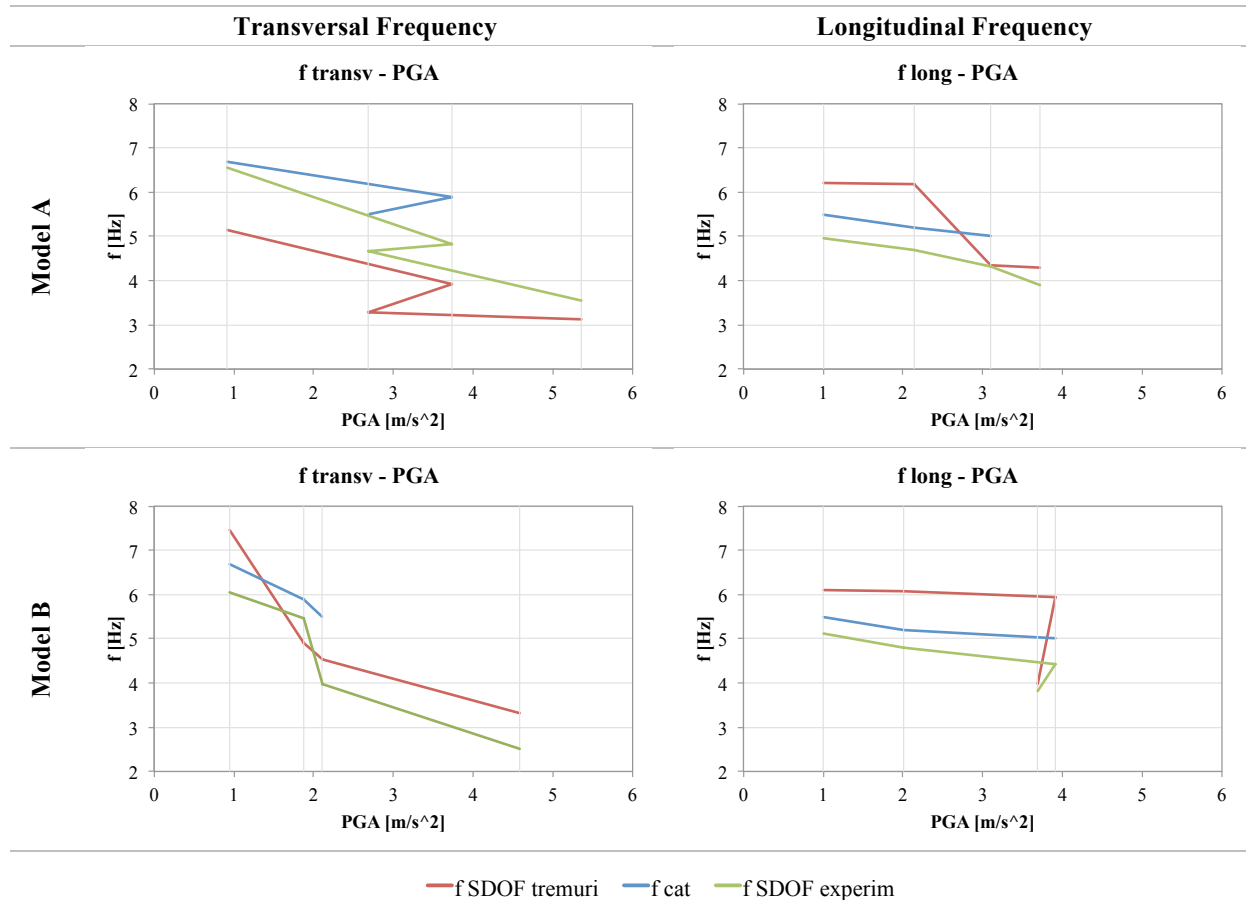 Transversal Frequency
Longitudinal Frequency
Model A
f transv - PGA
8
7
6
5
4
3
2
f [Hz]
0 1 2 3 4 5 6
PGA [m/s^2]
f long - PGA
8
7
6
5
4
3
2
f [Hz]
0 1 2 3 4 5 6
PGA [m/s^2]
Model B
f transv - PGA
8
7
6
5
4
3
2
f [Hz]
0 1 2 3 4 5 6
PGA [m/s^2]
f long - PGA
8
7
6
5
4
3
2
f [Hz]
0 1 2 3 4 5 6
PGA [m/s^2]
f SDOF tremuri f cat f SDOF experim